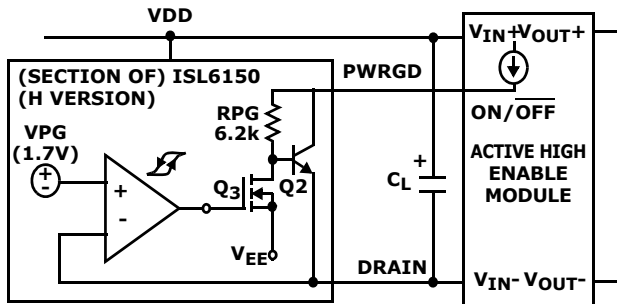 VDD
(SECTION OF) ISL6150
(H VERSION)
VPG
(1.7V)
+
-
+
-
RPG
6.2k
Q3
Q2
VEE
PWRGD
DRAIN
+
CL
VIN+ VOUT+
ON/OFF
ACTIVE HIGH
ENABLE
MODULE
VIN- VOUT-